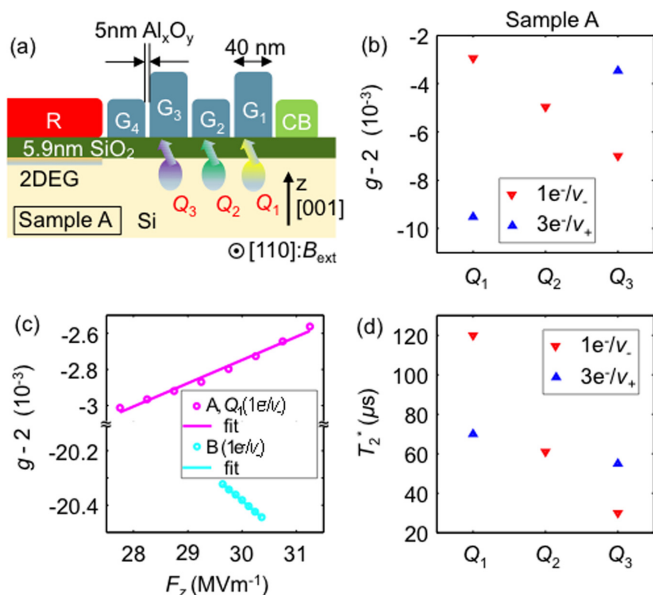 (a)
5nm AlₓOᵧ
40 nm
R
G₄
G₃
G₂
G₁
CB
5.9nm SiO₂
2DEG
Q₃
Q₂
Q₁
z
[001]
Sample A
Si
⊙ [110]:Bₑₓₜ
Sample A
(b)
g - 2 (10⁻³)
-2
-4
-6
-8
-10
1e⁻/v₋
3e⁻/v₊
Q₁
Q₂
Q₃
(c)
g - 2 (10⁻³)
-2.6
-2.8
-3
≈
≈
-20.2
-20.4
A, Q₁(1e⁻/v₋)
fit
B (1e⁻/v₋)
fit
28
29
30
31
F_z (MVm⁻¹)
(d)
T₂* (µs)
120
100
80
60
40
20
1e⁻/v₋
3e⁻/v₊
Q₁
Q₂
Q₃